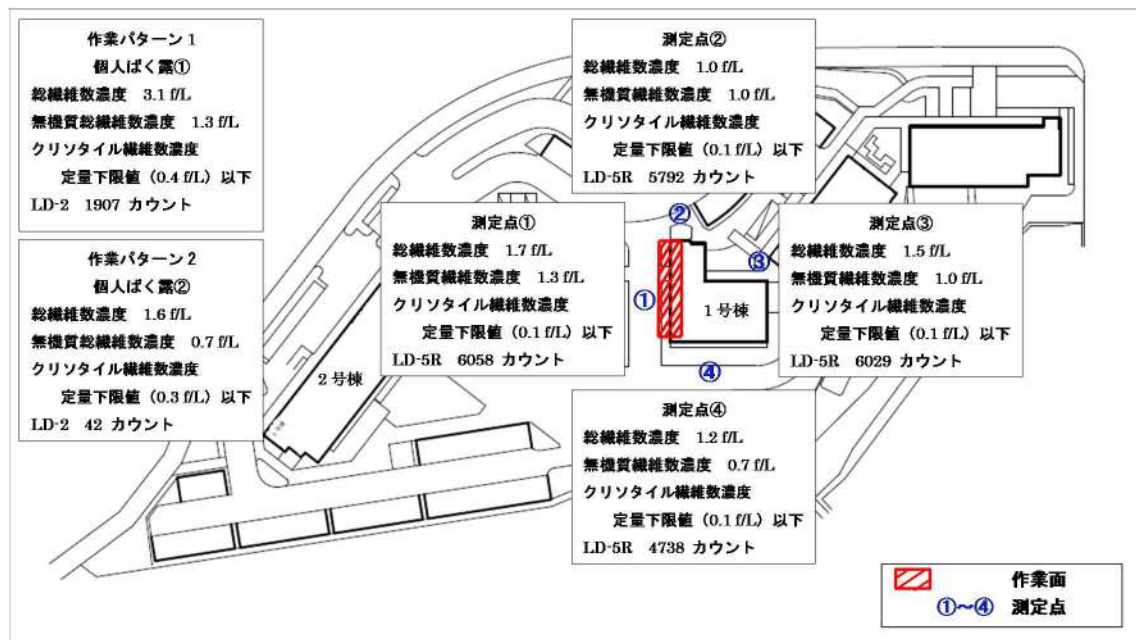 作業パターン1
個人ばく露①
総繊維数濃度 3.1 f/L
無機質総繊維数濃度 1.3 f/L
クリソタイル繊維数濃度
定量下限値（0.4 f/L）以下
LD-2 1907 カウント
作業パターン2
個人ばく露②
総繊維数濃度 1.6 f/L
無機質総繊維数濃度 0.7 f/L
クリソタイル繊維数濃度
定量下限値（0.3 f/L）以下
LD-2 42 カウント
測定点②
総繊維数濃度 1.0 f/L
無機質繊維数濃度 1.0 f/L
クリソタイル繊維数濃度
定量下限値（0.1 f/L）以下
LD-5R 5792 カウント
測定点①
総繊維数濃度 1.7 f/L
無機質繊維数濃度 1.3 f/L
クリソタイル繊維数濃度
定量下限値（0.1 f/L）以下
LD-5R 6058 カウント
測定点③
総繊維数濃度 1.5 f/L
無機質繊維数濃度 1.0 f/L
クリソタイル繊維数濃度
定量下限値（0.1 f/L）以下
LD-5R 6029 カウント
②
③
①
1号棟
④
2号棟
測定点④
総繊維数濃度 1.2 f/L
無機質繊維数濃度 0.7 f/L
クリソタイル繊維数濃度
定量下限値（0.1 f/L）以下
LD-5R 4738 カウント
作業面
①～④ 測定点